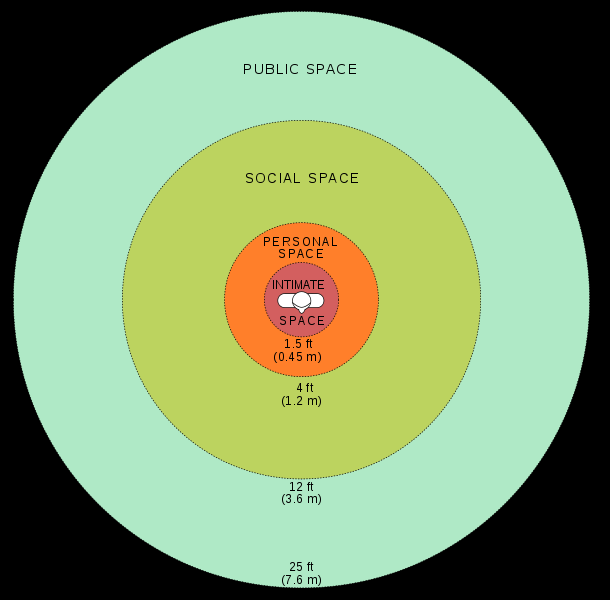 PUBLIC SPACE
SOCIAL SPACE
PERSONAL
SPACE
INTIMATE
SPACE
1.5 ft
(0.45 m)
4 ft
(1.2 m)
12 ft
(3.6 m)
25 ft
(7.6 m)